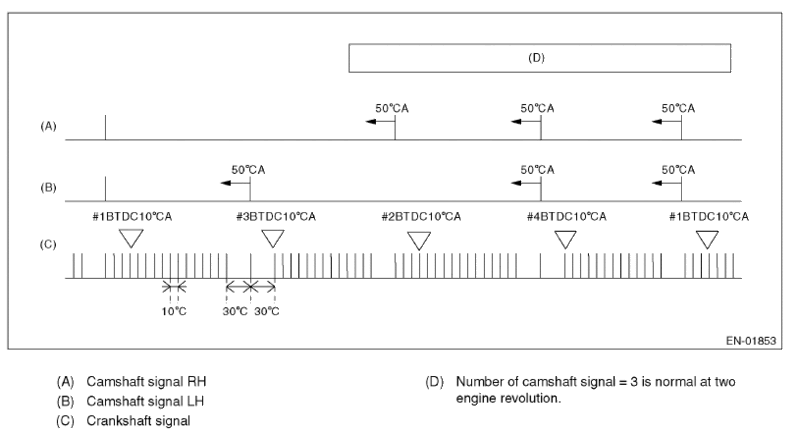 (D)
50°CA 50°CA 50°CA
(A)
50°CA 50°CA 50°CA
(B)
#1BTDC10°CA #3BTDC10°CA #2BTDC10°CA #4BTDC10°CA #1BTDC10°CA
(C)
10°C 30°C 30°C
EN-01853
(A) Camshaft signal RH
(B) Camshaft signal LH
(C) Crankshaft signal
(D) Number of camshaft signal = 3 is normal at two
engine revolution.